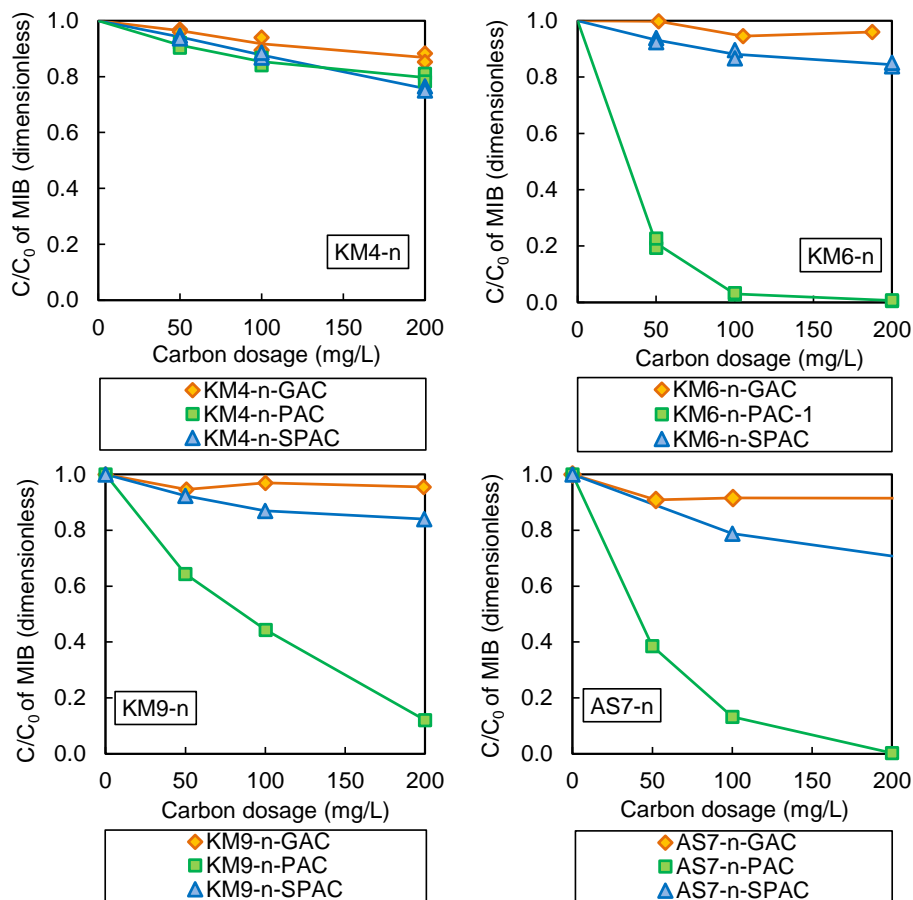 C/C₀ of MIB (dimensionless)
1.0
0.8
0.6
0.4
0.2
0.0
KM4-n
0 50 100 150 200
Carbon dosage (mg/L)
KM4-n-GAC
KM4-n-PAC
KM4-n-SPAC
C/C₀ of MIB (dimensionless)
1.0
0.8
0.6
0.4
0.2
0.0
KM6-n
0 50 100 150 200
Carbon dosage (mg/L)
KM6-n-GAC
KM6-n-PAC-1
KM6-n-SPAC
C/C₀ of MIB (dimensionless)
1.0
0.8
0.6
0.4
0.2
0.0
KM9-n
0 50 100 150 200
Carbon dosage (mg/L)
KM9-n-GAC
KM9-n-PAC
KM9-n-SPAC
C/C₀ of MIB (dimensionless)
1.0
0.8
0.6
0.4
0.2
0.0
AS7-n
0 50 100 150 200
Carbon dosage (mg/L)
AS7-n-GAC
AS7-n-PAC
AS7-n-SPAC